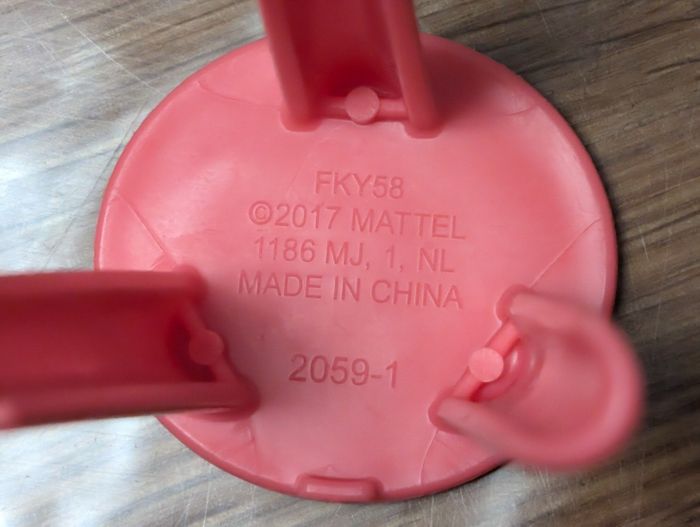 FKY58
©2017 MATTEL
1186 MJ, 1, NL
MADE IN CHINA
2059-1